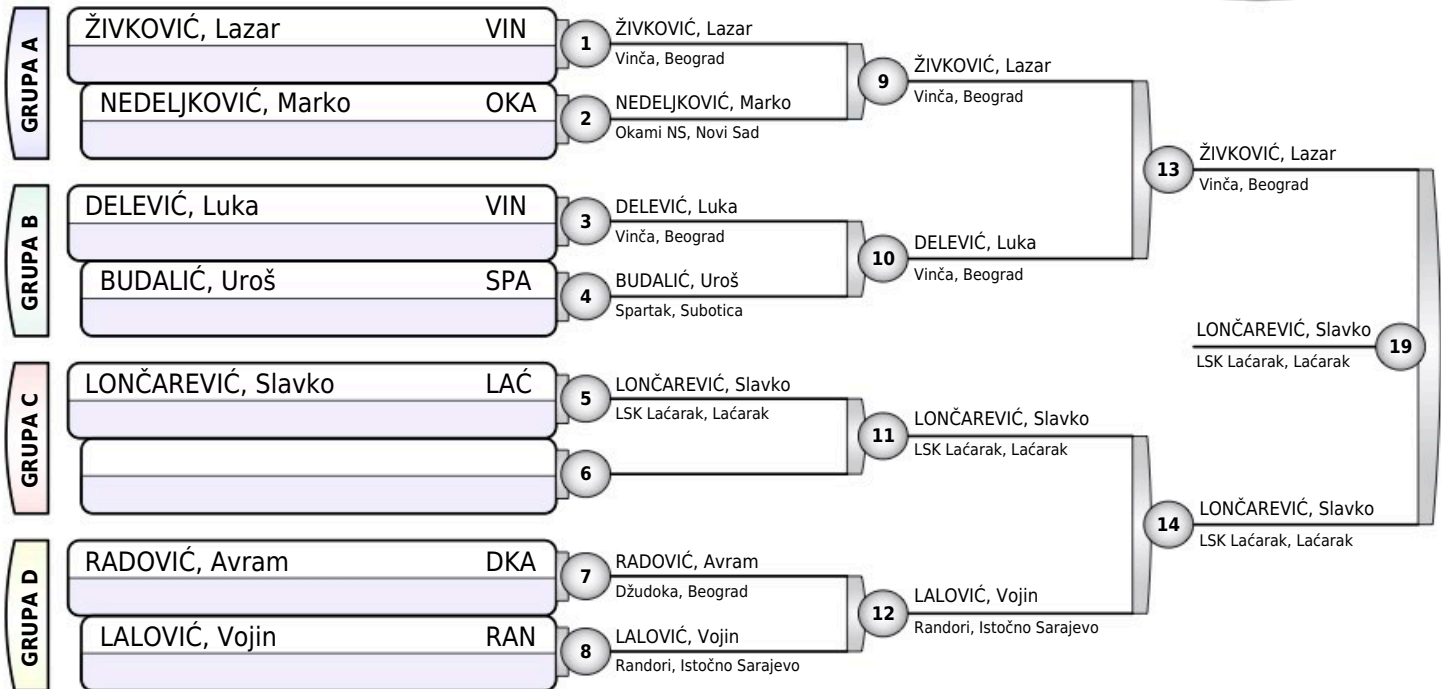 GRUPA A
ŽIVKOVIĆ, Lazar VIN
NEDELJKOVIĆ, Marko OKA
1
ŽIVKOVIĆ, Lazar
Vinča, Beograd
2
NEDELJKOVIĆ, Marko
Okami NS, Novi Sad
9
ŽIVKOVIĆ, Lazar
Vinča, Beograd
GRUPA B
DELEVIĆ, Luka VIN
BUDALIĆ, Uroš SPA
3
DELEVIĆ, Luka
Vinča, Beograd
4
BUDALIĆ, Uroš
Spartak, Subotica
10
DELEVIĆ, Luka
Vinča, Beograd
13
ŽIVKOVIĆ, Lazar
Vinča, Beograd
GRUPA C
LONČAREVIĆ, Slavko LAĆ
5
LONČAREVIĆ, Slavko
LSK Laćarak, Laćarak
6
11
LONČAREVIĆ, Slavko
LSK Laćarak, Laćarak
GRUPA D
RADOVIĆ, Avram DKA
LALOVIĆ, Vojin RAN
7
RADOVIĆ, Avram
Džudoka, Beograd
8
LALOVIĆ, Vojin
Randori, Istočno Sarajevo
12
LALOVIĆ, Vojin
Randori, Istočno Sarajevo
14
LONČAREVIĆ, Slavko
LSK Laćarak, Laćarak
LONČAREVIĆ, Slavko
LSK Laćarak, Laćarak
19